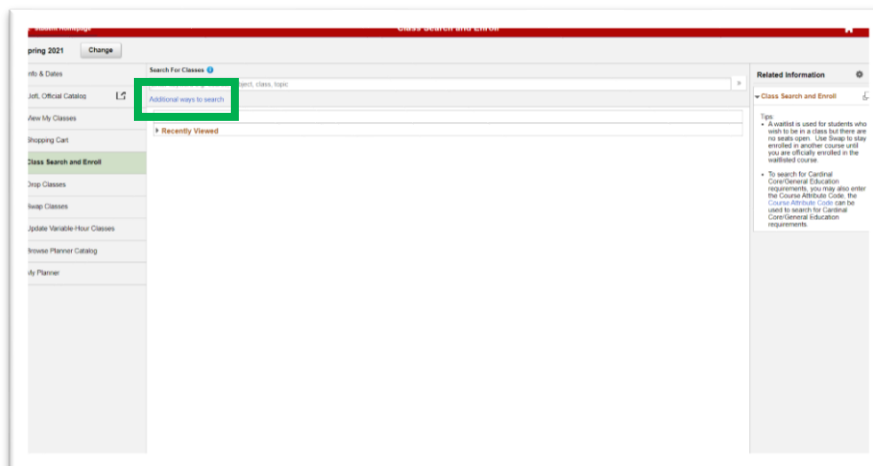 Student Homepage
Class Search and Enroll
pring 2021
Change
nfo & Dates
UofL Official Catalog
View My Classes
Shopping Cart
Class Search and Enroll
Drop Classes
Swap Classes
Update Variable-Hour Classes
Browse Planner Catalog
My Planner
Search For Classes
ject, class, topic
Additional ways to search
Recently Viewed
Related Information
Class Search and Enroll
Tips:
• A waitlist is used for students who
wish to be in a class but there are
no seats open. Use Swap to stay
enrolled in another course until
you are officially enrolled in the
waitlisted course.
• To search for Cardinal
Core/General Education
requirements, you may also enter
the Course Attribute Code, the
Course Attribute Code can be
used to search for Cardinal
Core/General Education
requirements.